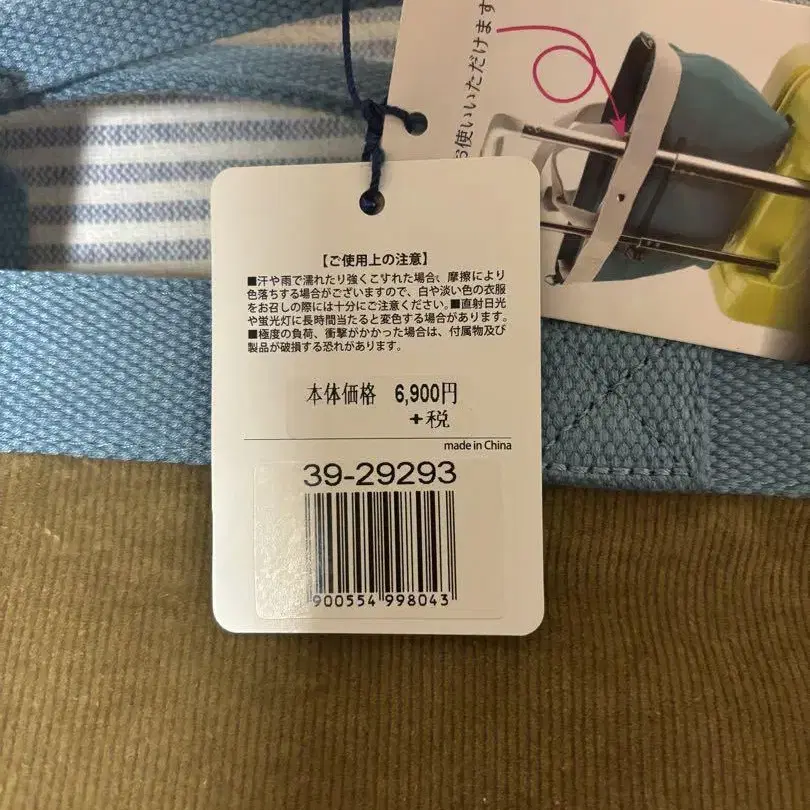 お使いいただけます
【ご使用上の注意】
■汗や雨で濡れたり強くこすれた場合、摩擦により
色落ちする場合がございますので、白や淡い色の衣服
をお召しの際には十分にご注意ください。■直射日光
や蛍光灯に長時間当たると変色する場合があります。
■極度の負荷、衝撃がかかった場合は、付属物及び
製品が破損する恐れがあります。
本体価格 6,900円
+税
made in China
39-29293
900554 998043